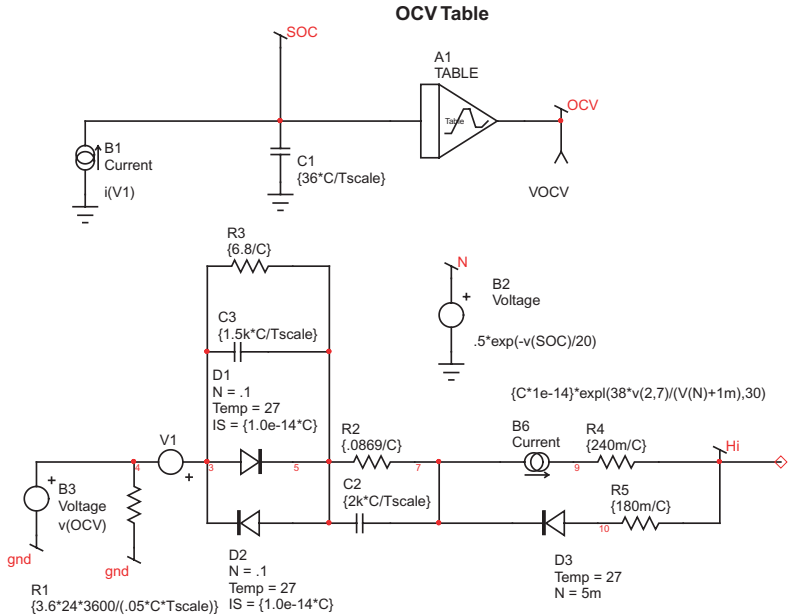 OCV Table
SOC
A1
TABLE
Table
OCV
B1
Current
i(V1)
C1
{36*C/Tscale}
VOCV
R3
{6.8/C}
N
B2
Voltage
.5*exp(-v(SOC)/20)
C3
{1.5k*C/Tscale}
D1
N = .1
Temp = 27
IS = {1.0e-14*C}
{C*1e-14}*expl(38*v(2,7)/(V(N)+1m),30)
V1
R2
{.0869/C}
B6
Current
R4
{240m/C}
Hi
4
3
5
7
9
B3
Voltage
v(OCV)
C2
{2k*C/Tscale}
R5
{180m/C}
10
gnd
gnd
D2
N = .1
Temp = 27
IS = {1.0e-14*C}
D3
Temp = 27
N = 5m
R1
{3.6*24*3600/(.05*C*Tscale)}